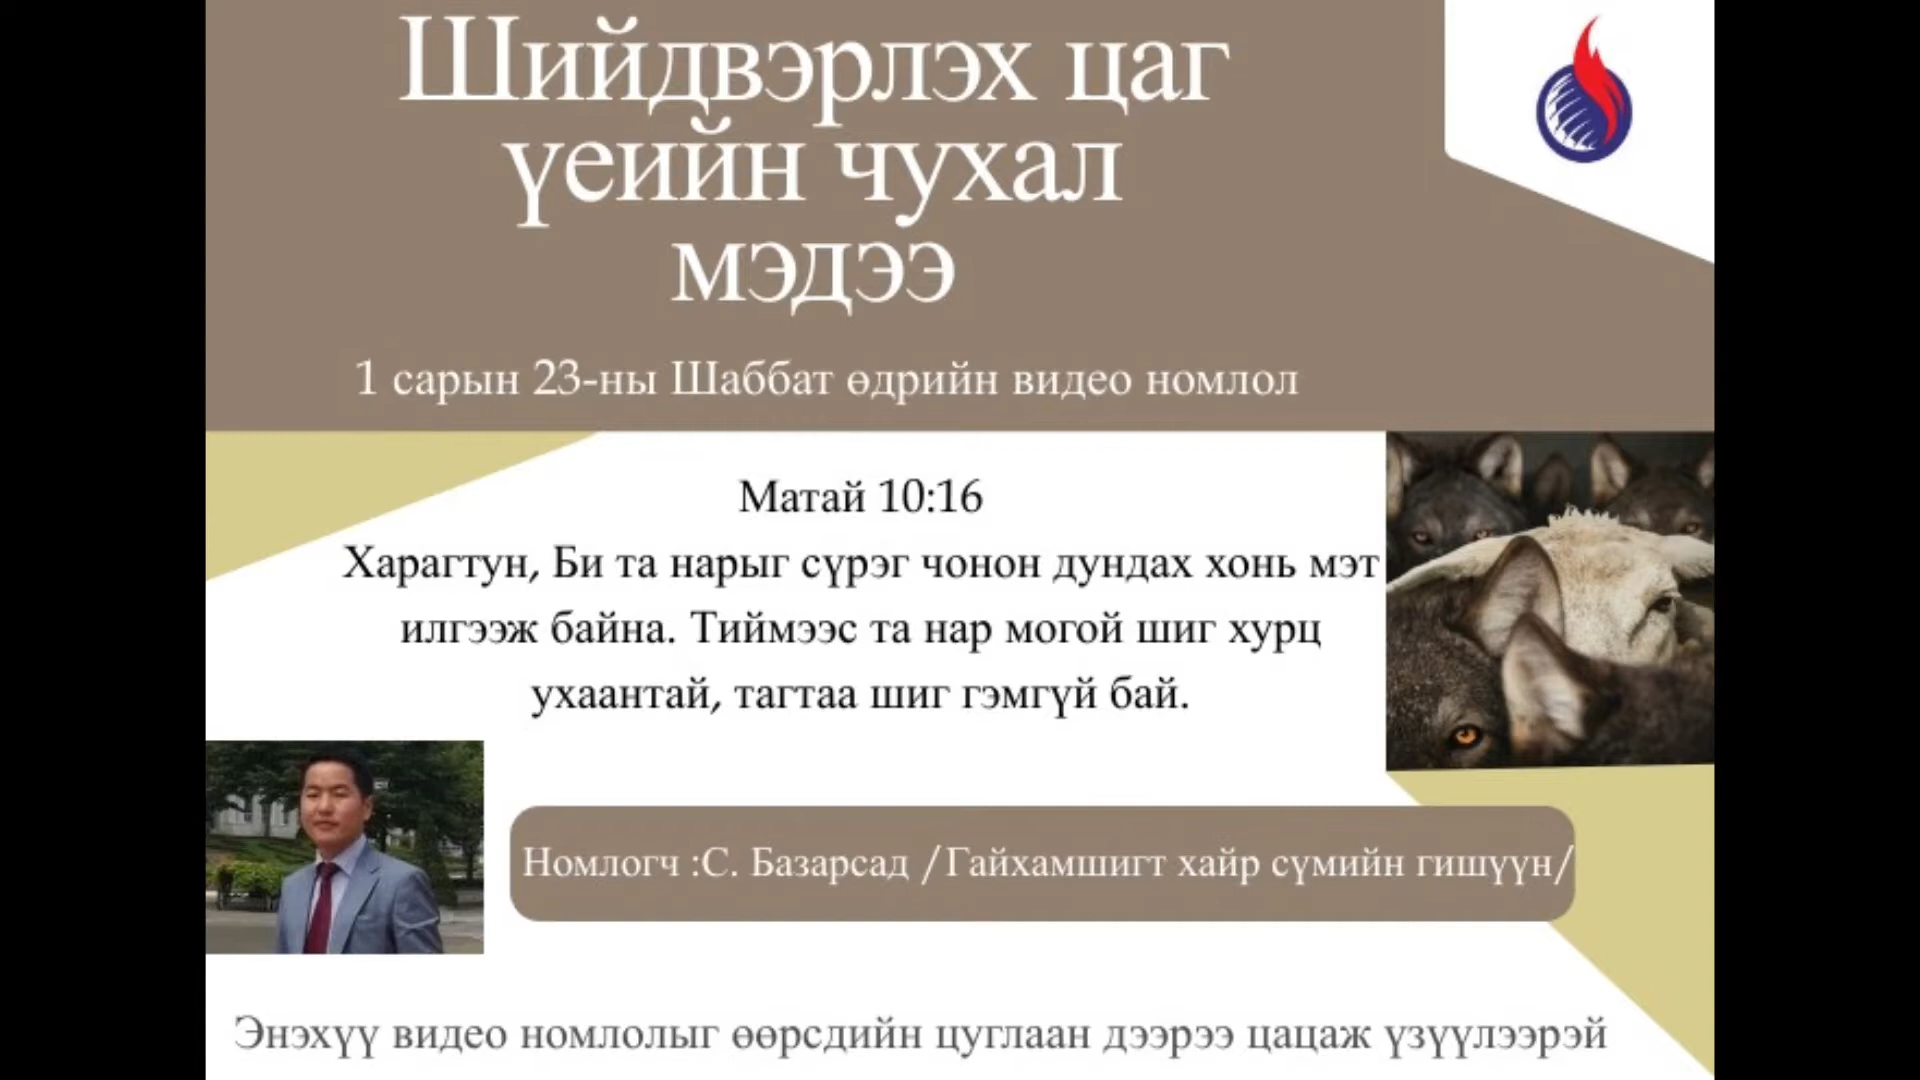 Шийдвэрлэх цаг
үеийн чухал
мэдээ
1 сарын 23-ны Шаббат өдрийн видео номлол
Матай 10:16
Харагтун, Би та нарыг сүрэг чонон дундах хонь мэт
илгээж байна. Тиймээс та нар могой шиг хурц
ухаантай, тагтаа шиг гэмгүй бай.
Номлогч :С. Базарсад /Гайхамшигт хайр сүмийн гишүүн/
Энэхүү видео номлолыг өөрсдийн цуглаан дээрээ цацаж үзүүлээрэй